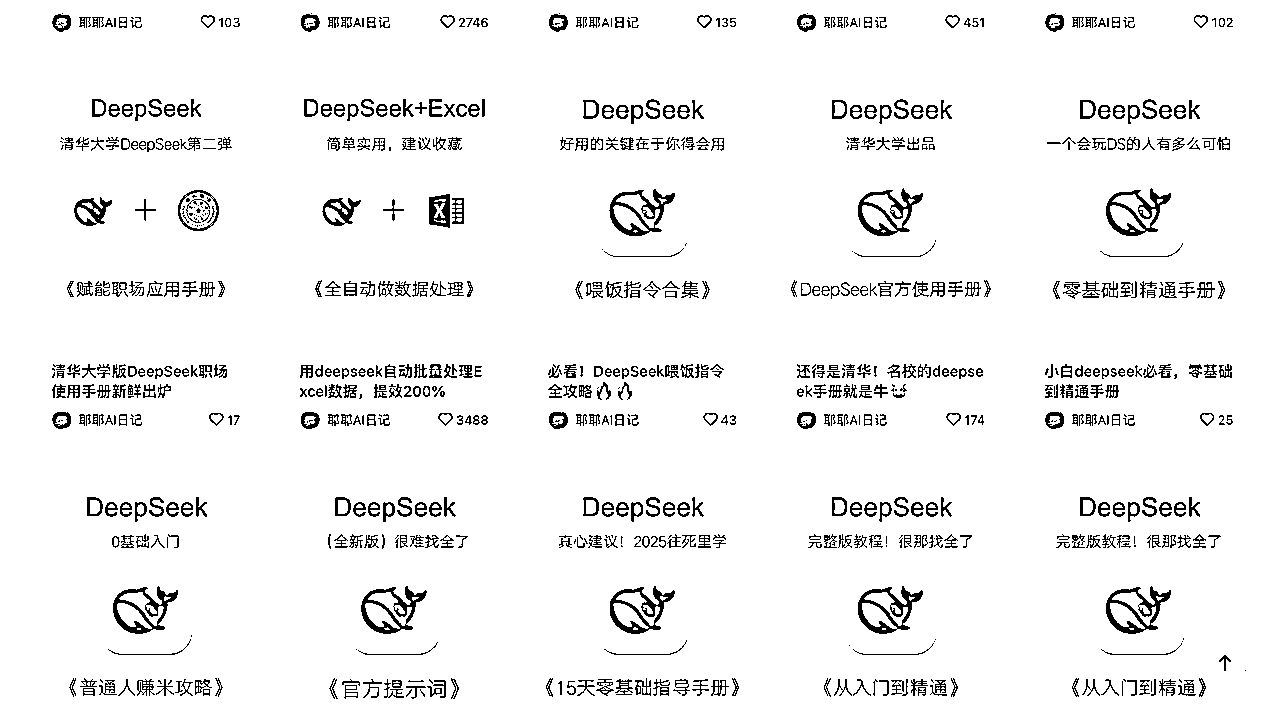 耶耶AI日记 103
耶耶AI日记 2746
耶耶AI日记 135
耶耶AI日记 451
耶耶AI日记 102
DeepSeek
清华大学DeepSeek第二弹
《赋能职场应用手册》
清华大学版DeepSeek职场
使用手册新鲜出炉
耶耶AI日记 17
DeepSeek+Excel
简单实用，建议收藏
《全自动做数据处理》
用deepseek自动批量处理E
xcel数据，提效200%
耶耶AI日记 3488
DeepSeek
好用的关键在于你得会用
《喂饭指令合集》
必看！DeepSeek喂饭指令
全攻略🔥🔥
耶耶AI日记 43
DeepSeek
清华大学出品
《DeepSeek官方使用手册》
还得是清华！名校的deepse
ek手册就是牛
耶耶AI日记 174
DeepSeek
一个会玩DS的人有多么可怕
《零基础到精通手册》
小白deepseek必看，零基础
到精通手册
耶耶AI日记 25
DeepSeek
0基础入门
《普通人赚米攻略》
DeepSeek
（全新版）很难找全了
《官方提示词》
DeepSeek
真心建议！2025往死里学
《15天零基础指导手册》
DeepSeek
完整版教程！很那找全了
《从入门到精通》
DeepSeek
完整版教程！很那找全了
《从入门到精通》